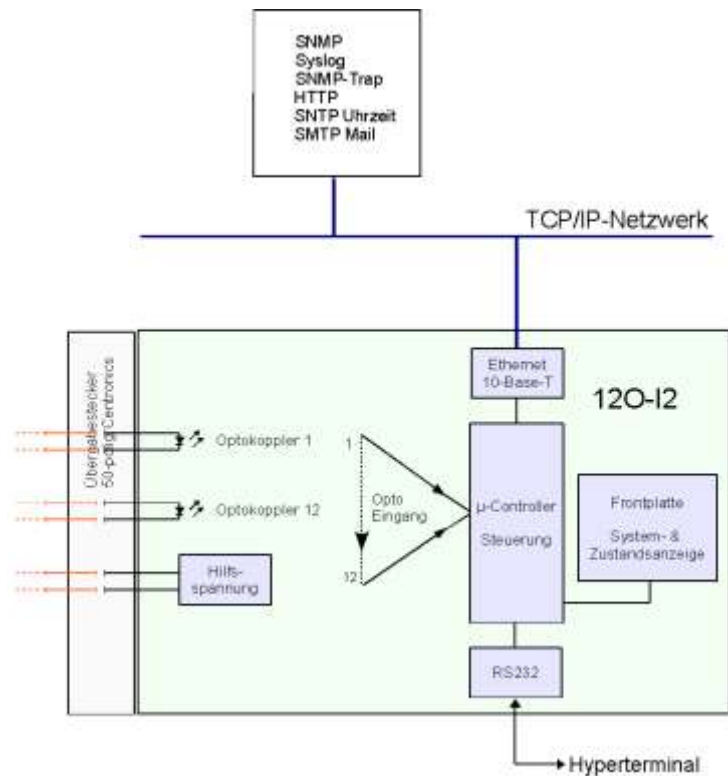 SNMP
Syslog
SNMP-Trap
HTTP
SNTP Uhrzeit
SMTP Mail
TCP/IP-Netzwerk
Übergabestecker
50-polig Centronics
Ethernet
10-Base-T
12O-I2
Optokoppler 1
Optokoppler 12
Hilfs-
spannung
1
Opto
Eingang
12
µ-Controller
Steuerung
Frontplatte
System- &
Zustandsanzeige
RS232
Hyperterminal